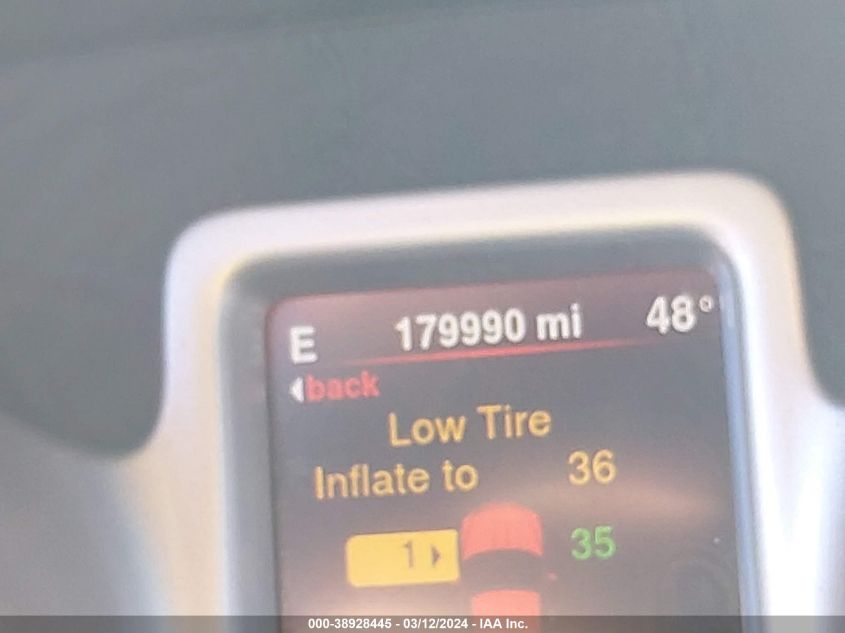 E 179990 mi 48°
back
Low Tire
Inflate to 36
1 35
000-38928445 - 03/12/2024 - IAA Inc.